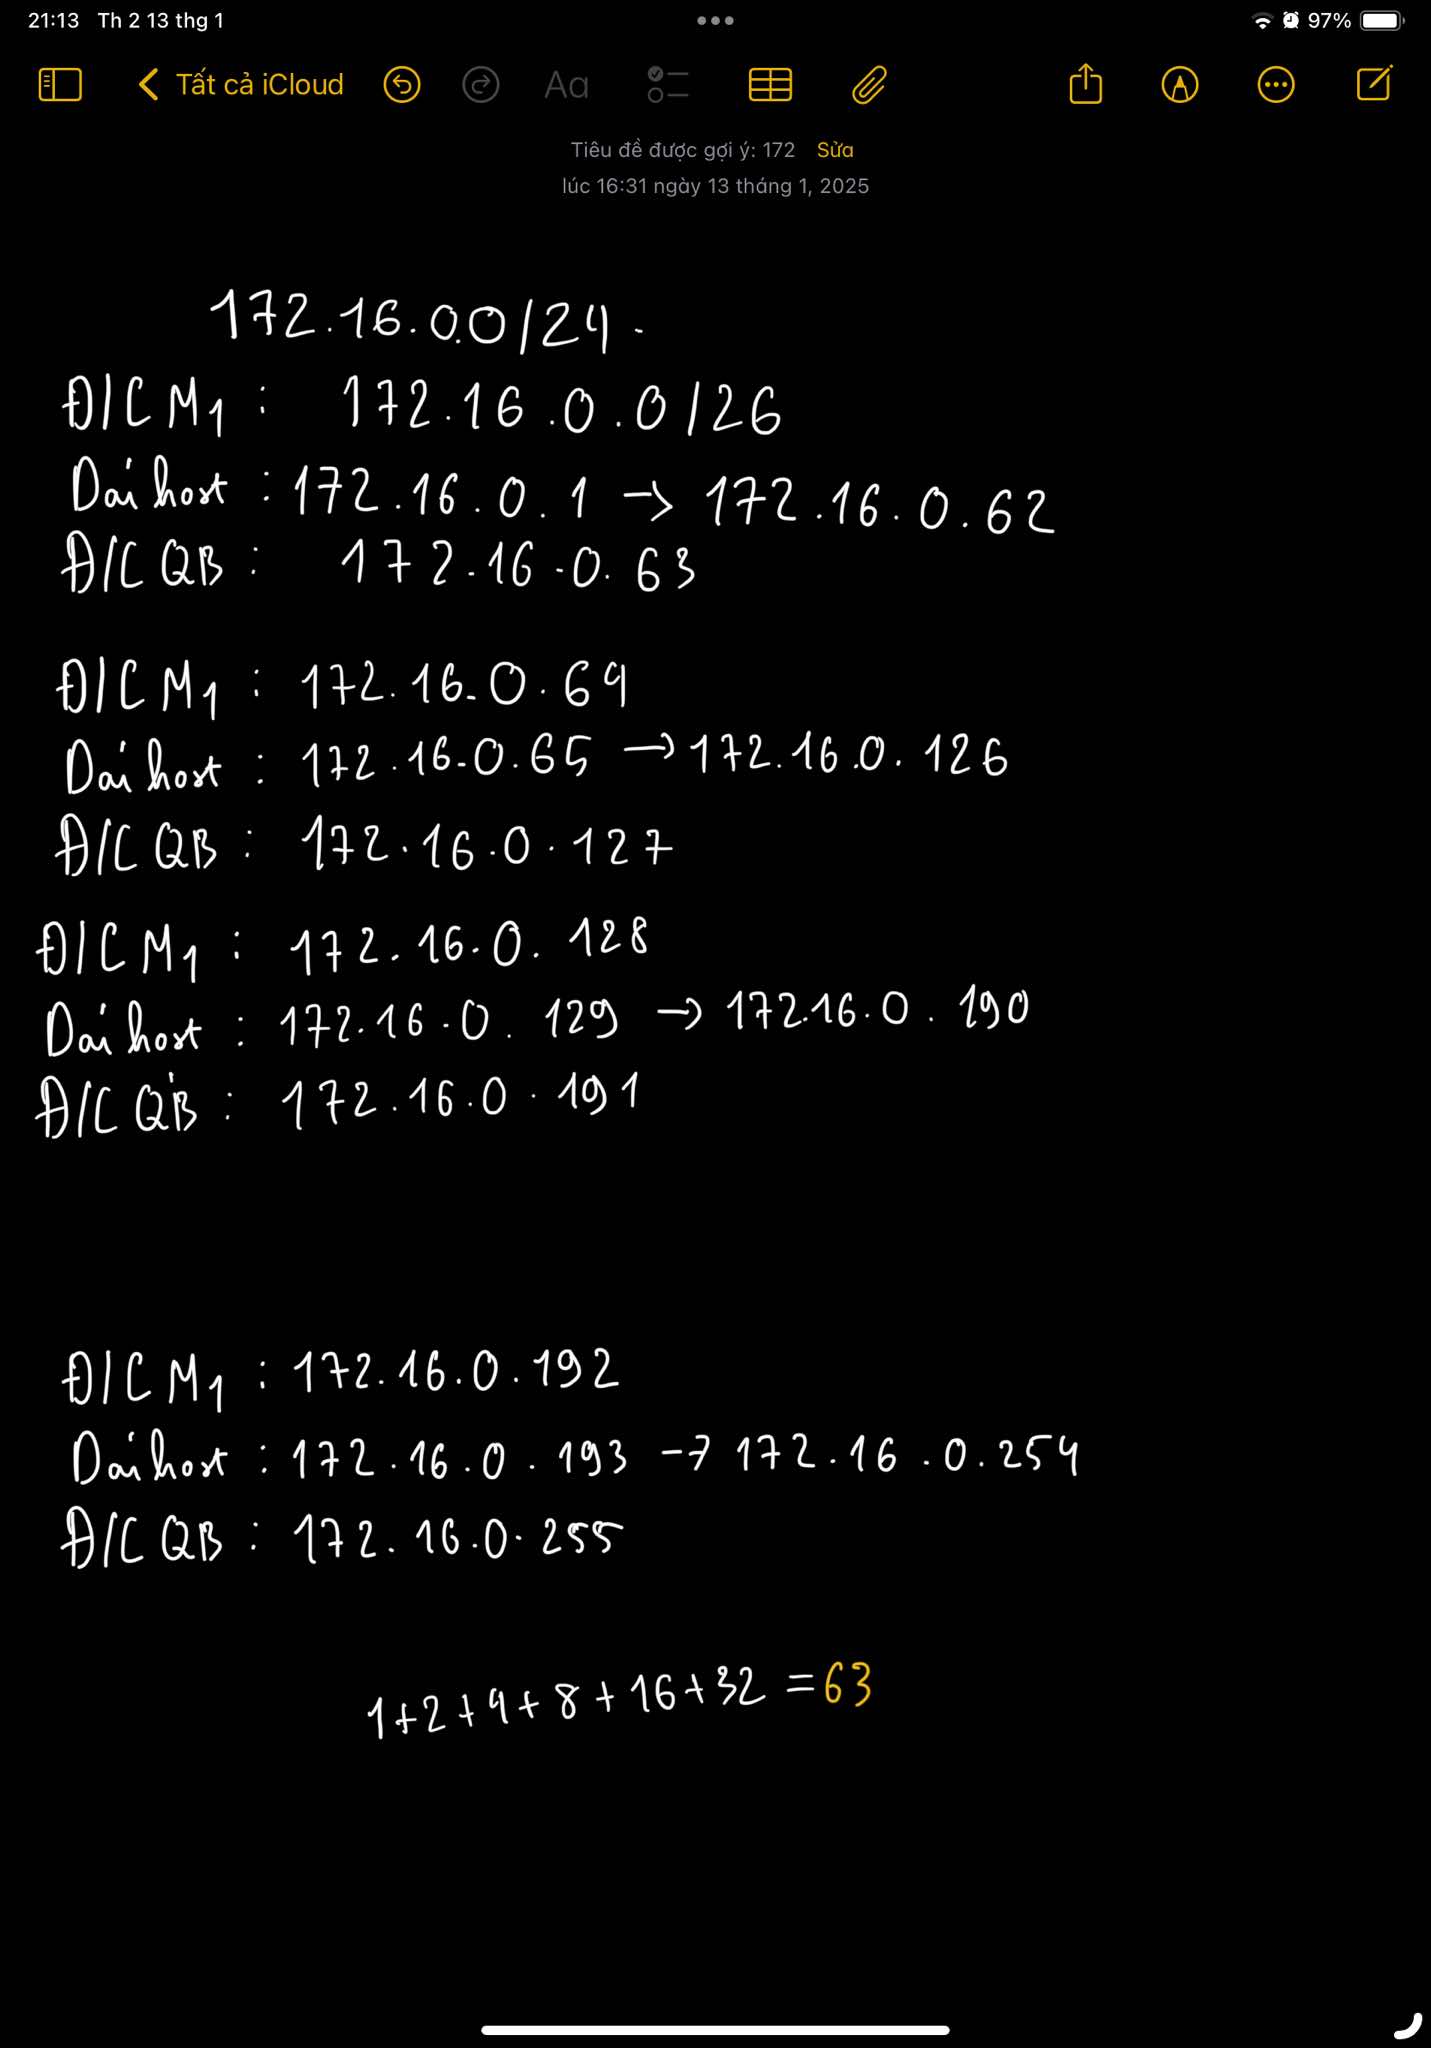 21:13 Th 2 13 thg 1
97%
Tất cả iCloud
Aa
Tiêu đề được gợi ý: 172 Sửa
lúc 16:31 ngày 13 tháng 1, 2025
172.16.0.0/24.
Đ/C M1 : 172.16.0.0/26
Dải host : 172.16.0.1 → 172.16.0.62
Đ/C QB : 172.16.0.63
Đ/C M1 : 172.16.0.64
Dải host : 172.16.0.65 → 172.16.0.126
Đ/C QB : 172.16.0.127
Đ/C M1 : 172.16.0.128
Dải host : 172.16.0.129 → 172.16.0.190
Đ/C QB : 172.16.0.191
Đ/C M1 : 172.16.0.192
Dải host : 172.16.0.193 → 172.16.0.254
Đ/C QB : 172.16.0.255
1+2+4+8+16+32 = 63